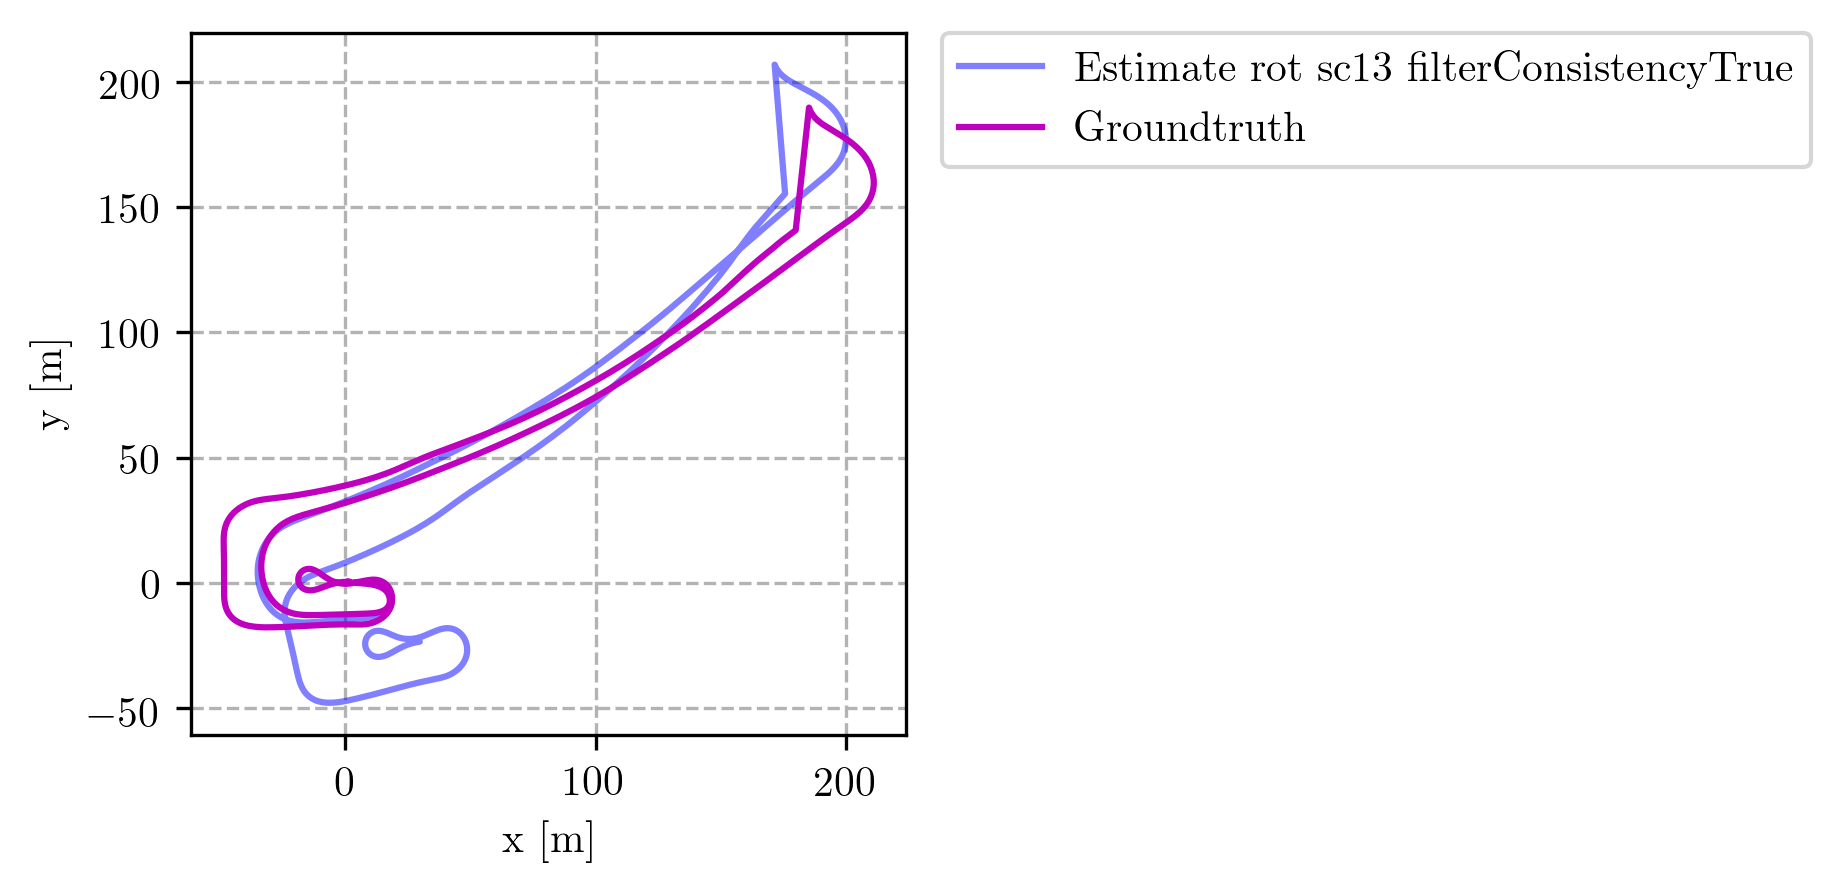 200
150
100
50
0
−50
0
100
200
x [m]
y [m]
Estimate rot sc13 filterConsistencyTrue
Groundtruth